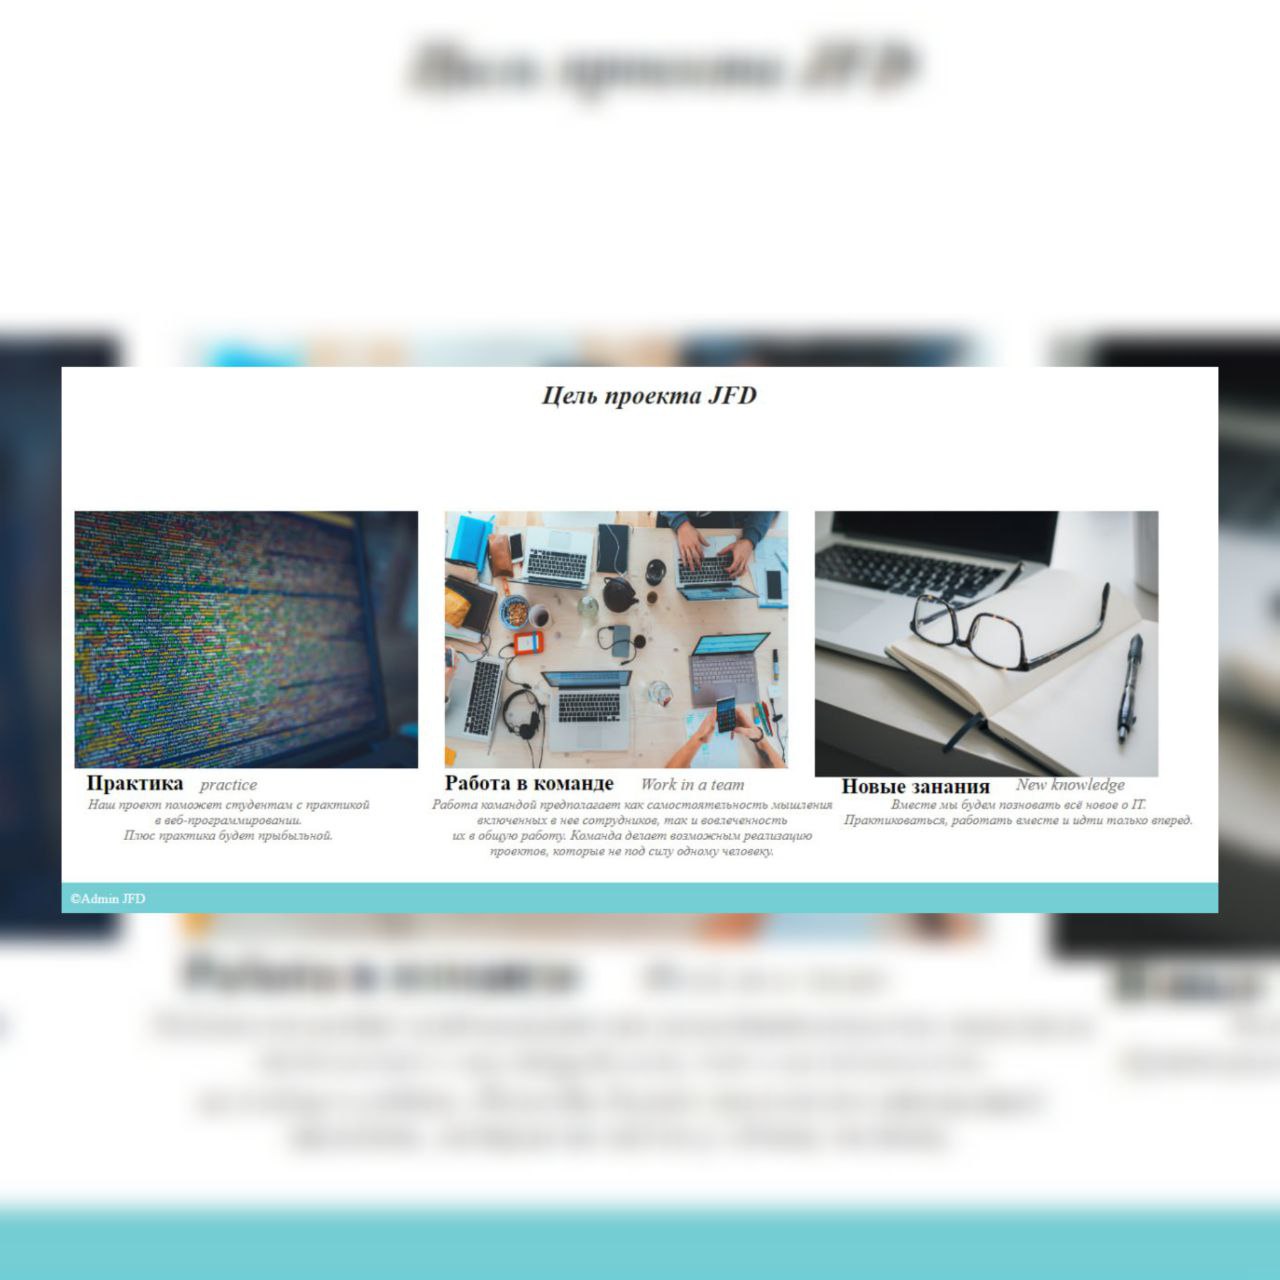 Цель проекта JFD
Практика practice
Наш проект поможет студентам с практикой
в веб-программировании.
Плюс практика будет прыбыльной.
Работа в команде Work in a team
Работа командой предполагает как самостоятельность мышления
включенных в нее сотрудников, так и вовлеченность
их в общую работу. Команда делает возможным реализацию
проектов, которые не под силу одному человеку.
Новые занания New knowledge
Вместе мы будем позновать всё новое о IT.
Практиковаться, работать вместе и идти только вперед.
©Admin JFD